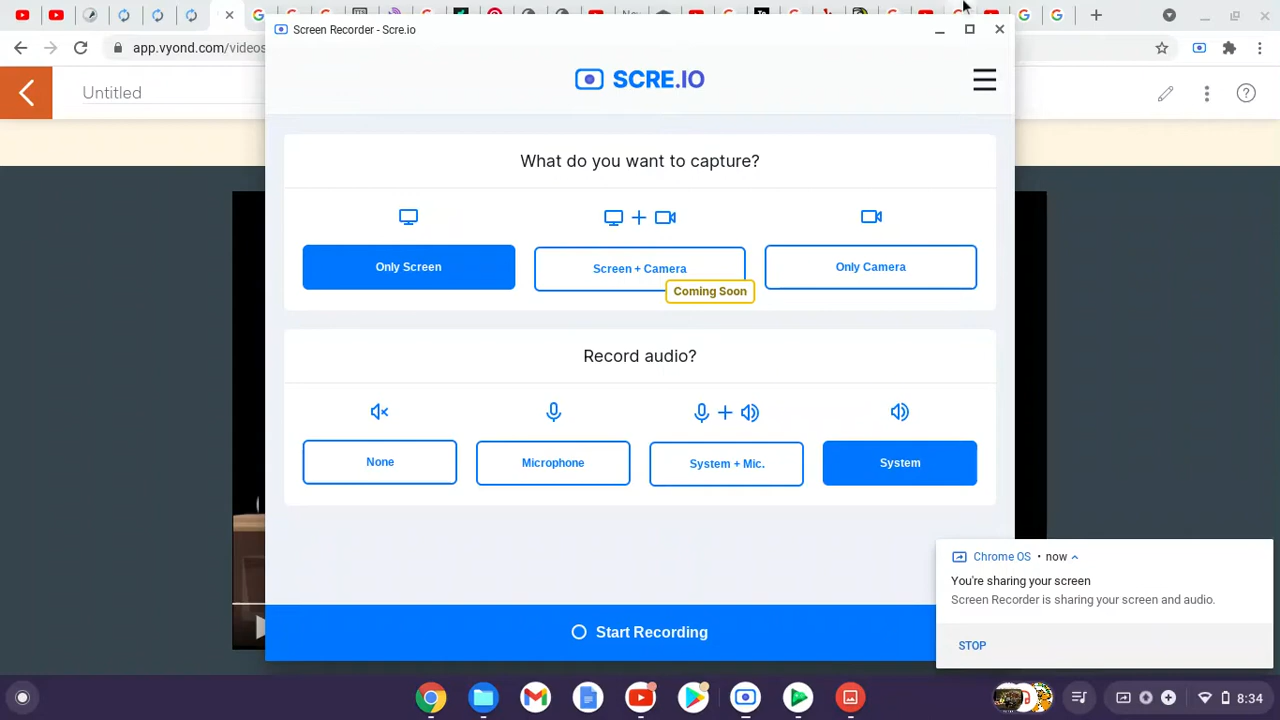 Screen Recorder - Scre.io
app.vyond.com/videos
Untitled
SCRE.IO
What do you want to capture?
Only Screen
Screen + Camera
Only Camera
Coming Soon
Record audio?
None
Microphone
System + Mic.
System
Chrome OS • now
You're sharing your screen
Screen Recorder is sharing your screen and audio.
STOP
Start Recording
8:34